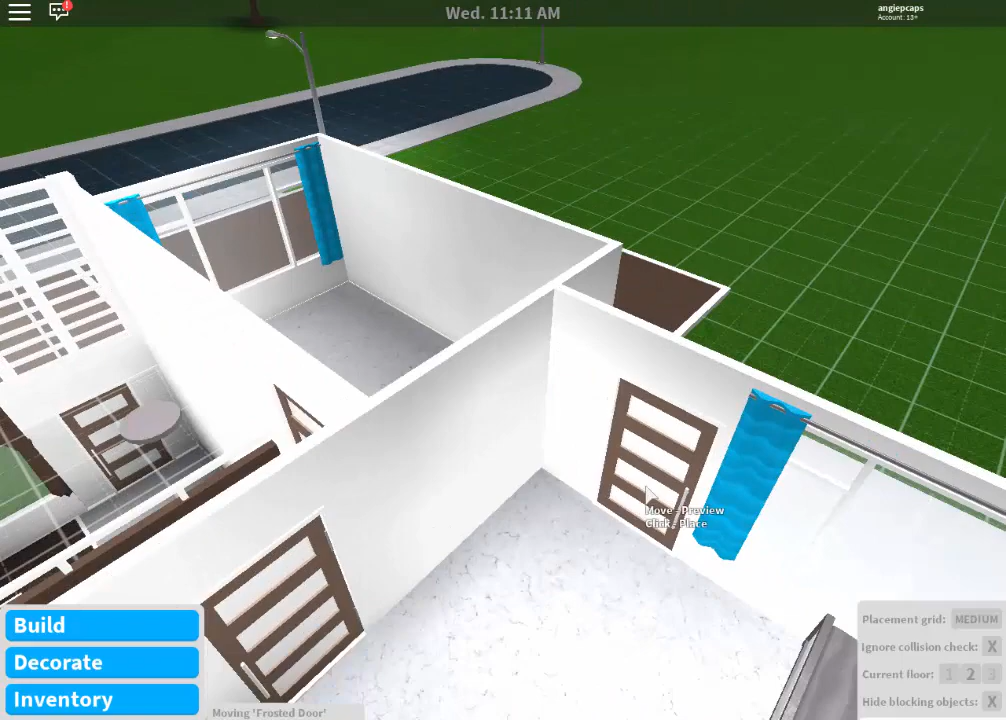 !
Wed. 11:11 AM
angiepcaps
Account: 13+
Move - Preview
Click - Place
Build
Decorate
Inventory
Moving 'Frosted Door'
Placement grid: MEDIUM
Ignore collision check: X
Current floor: 1 2 3
Hide blocking objects: X